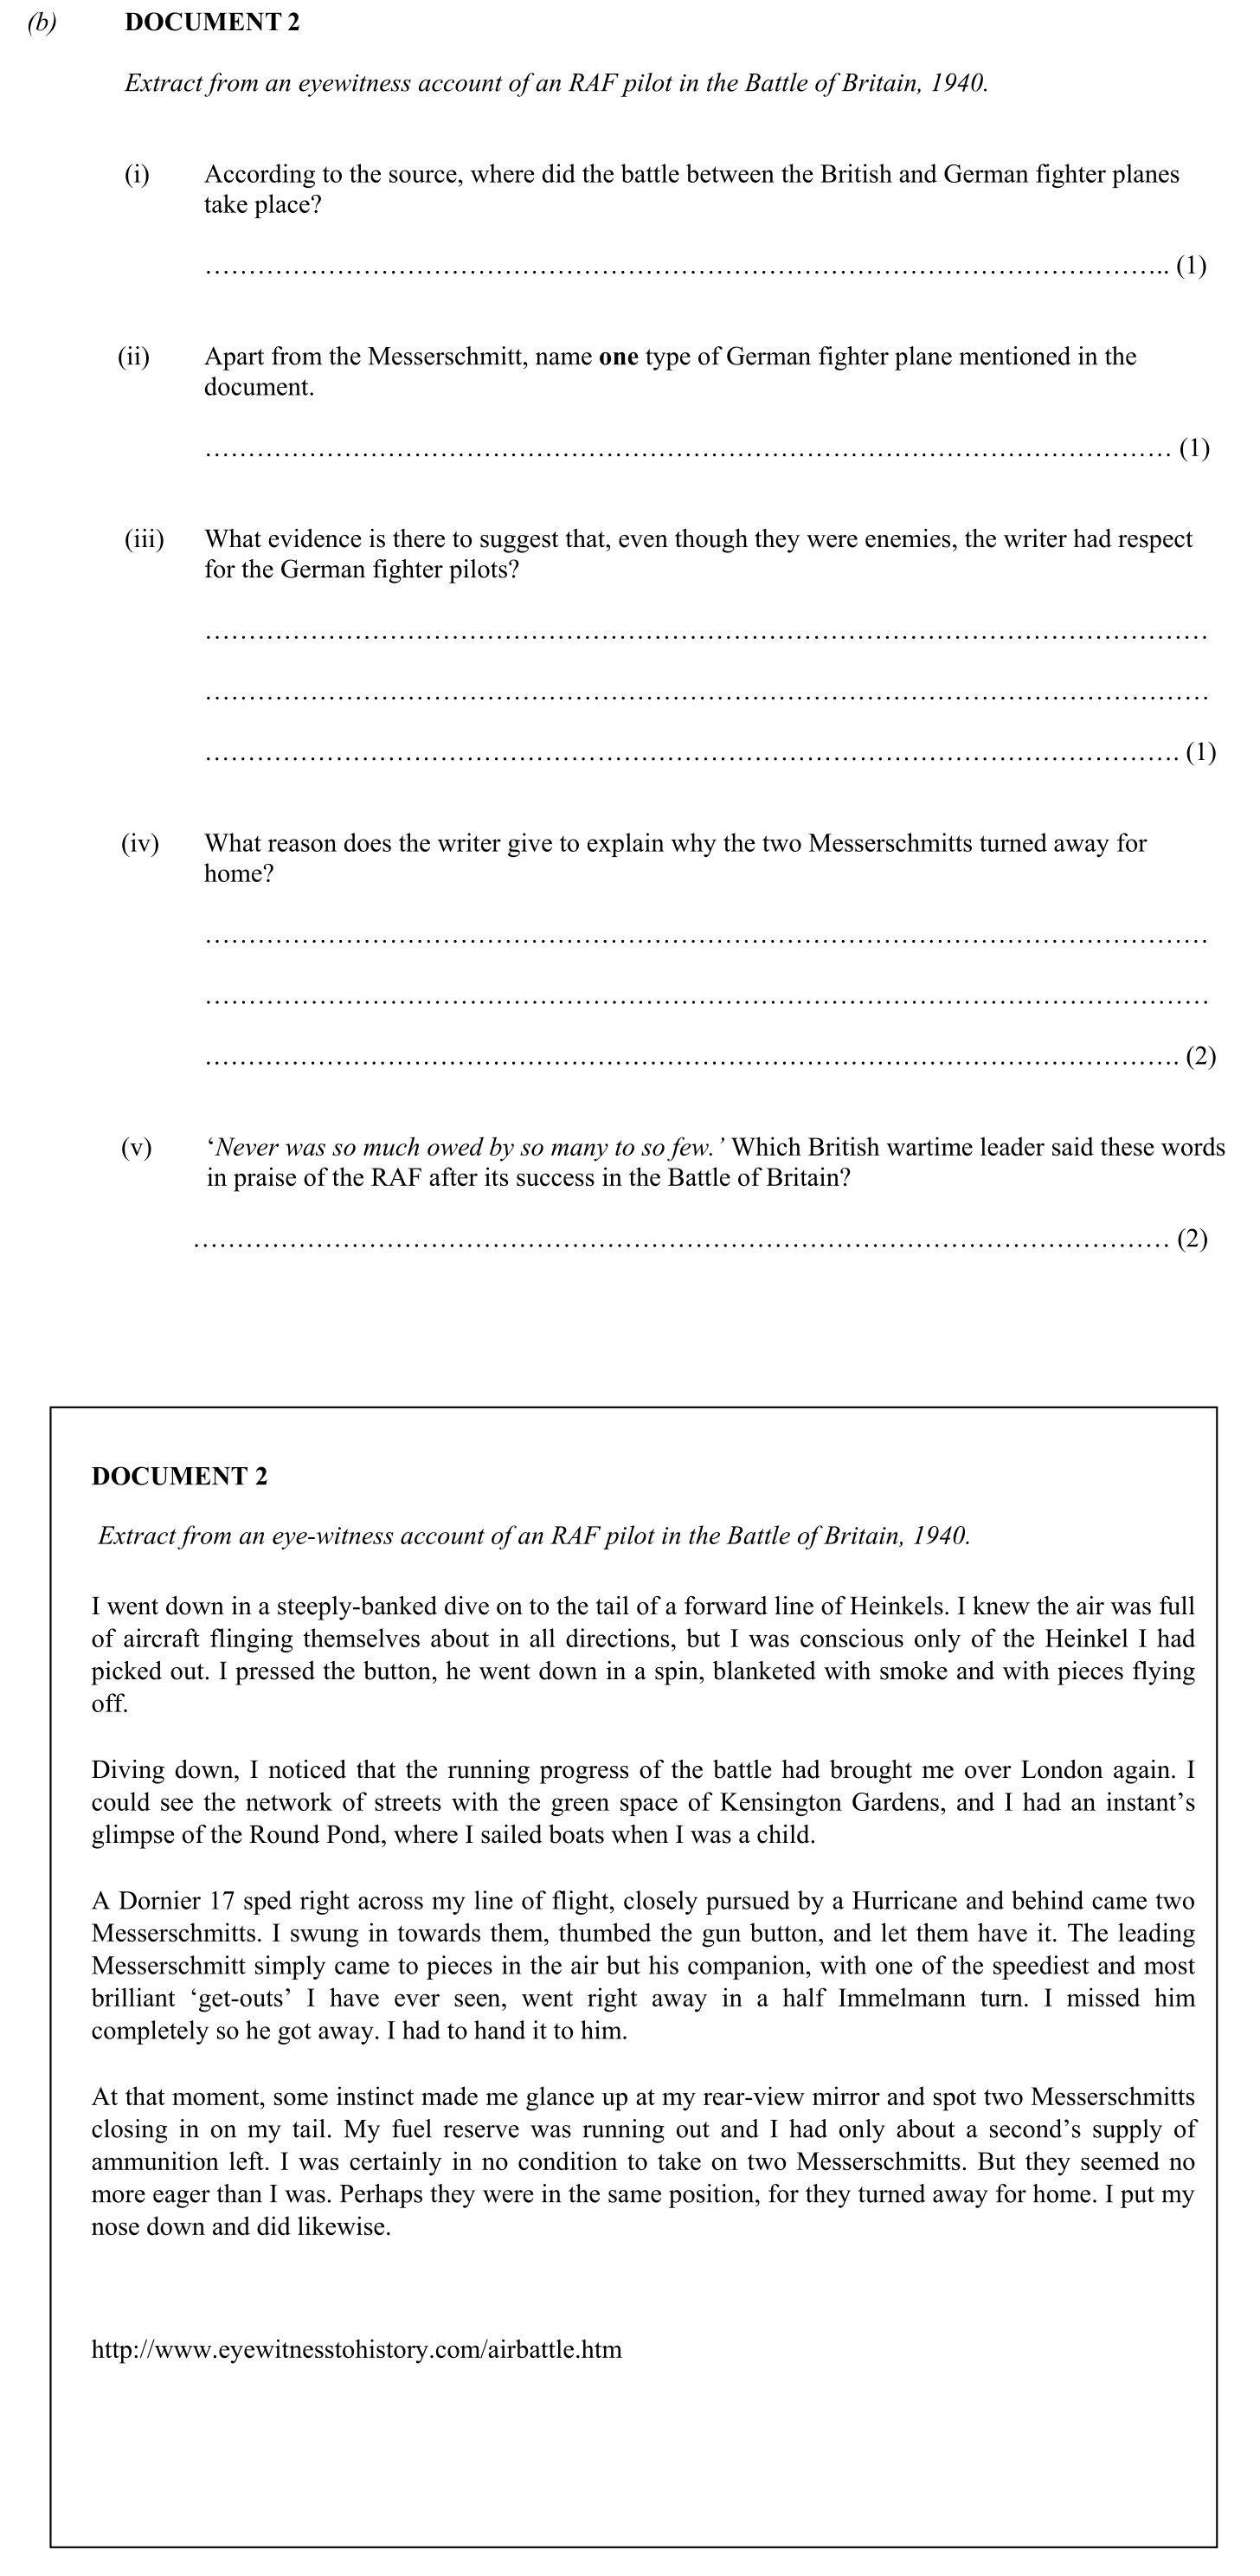 (b) DOCUMENT 2
Extract from an eyewitness account of an RAF pilot in the Battle of Britain, 1940.
(i) According to the source, where did the battle between the British and German fighter planes
take place?
……………………………………………………………………………………………….. (1)
(ii) Apart from the Messerschmitt, name one type of German fighter plane mentioned in the
document.
………………………………………………………………………………………………… (1)
(iii) What evidence is there to suggest that, even though they were enemies, the writer had respect
for the German fighter pilots?
……………………………………………………………………………………………………
……………………………………………………………………………………………………
…………………………………………………………………………………………………. (1)
(iv) What reason does the writer give to explain why the two Messerschmitts turned away for
home?
……………………………………………………………………………………………………
……………………………………………………………………………………………………
…………………………………………………………………………………………………. (2)
(v) ‘Never was so much owed by so many to so few.’ Which British wartime leader said these words
in praise of the RAF after its success in the Battle of Britain?
………………………………………………………………………………………………… (2)
DOCUMENT 2
Extract from an eye-witness account of an RAF pilot in the Battle of Britain, 1940.
I went down in a steeply-banked dive on to the tail of a forward line of Heinkels. I knew the air was full
of aircraft flinging themselves about in all directions, but I was conscious only of the Heinkel I had
picked out. I pressed the button, he went down in a spin, blanketed with smoke and with pieces flying
off.
Diving down, I noticed that the running progress of the battle had brought me over London again. I
could see the network of streets with the green space of Kensington Gardens, and I had an instant’s
glimpse of the Round Pond, where I sailed boats when I was a child.
A Dornier 17 sped right across my line of flight, closely pursued by a Hurricane and behind came two
Messerschmitts. I swung in towards them, thumbed the gun button, and let them have it. The leading
Messerschmitt simply came to pieces in the air but his companion, with one of the speediest and most
brilliant ‘get-outs’ I have ever seen, went right away in a half Immelmann turn. I missed him
completely so he got away. I had to hand it to him.
At that moment, some instinct made me glance up at my rear-view mirror and spot two Messerschmitts
closing in on my tail. My fuel reserve was running out and I had only about a second’s supply of
ammunition left. I was certainly in no condition to take on two Messerschmitts. But they seemed no
more eager than I was. Perhaps they were in the same position, for they turned away for home. I put my
nose down and did likewise.
http://www.eyewitnesstohistory.com/airbattle.htm